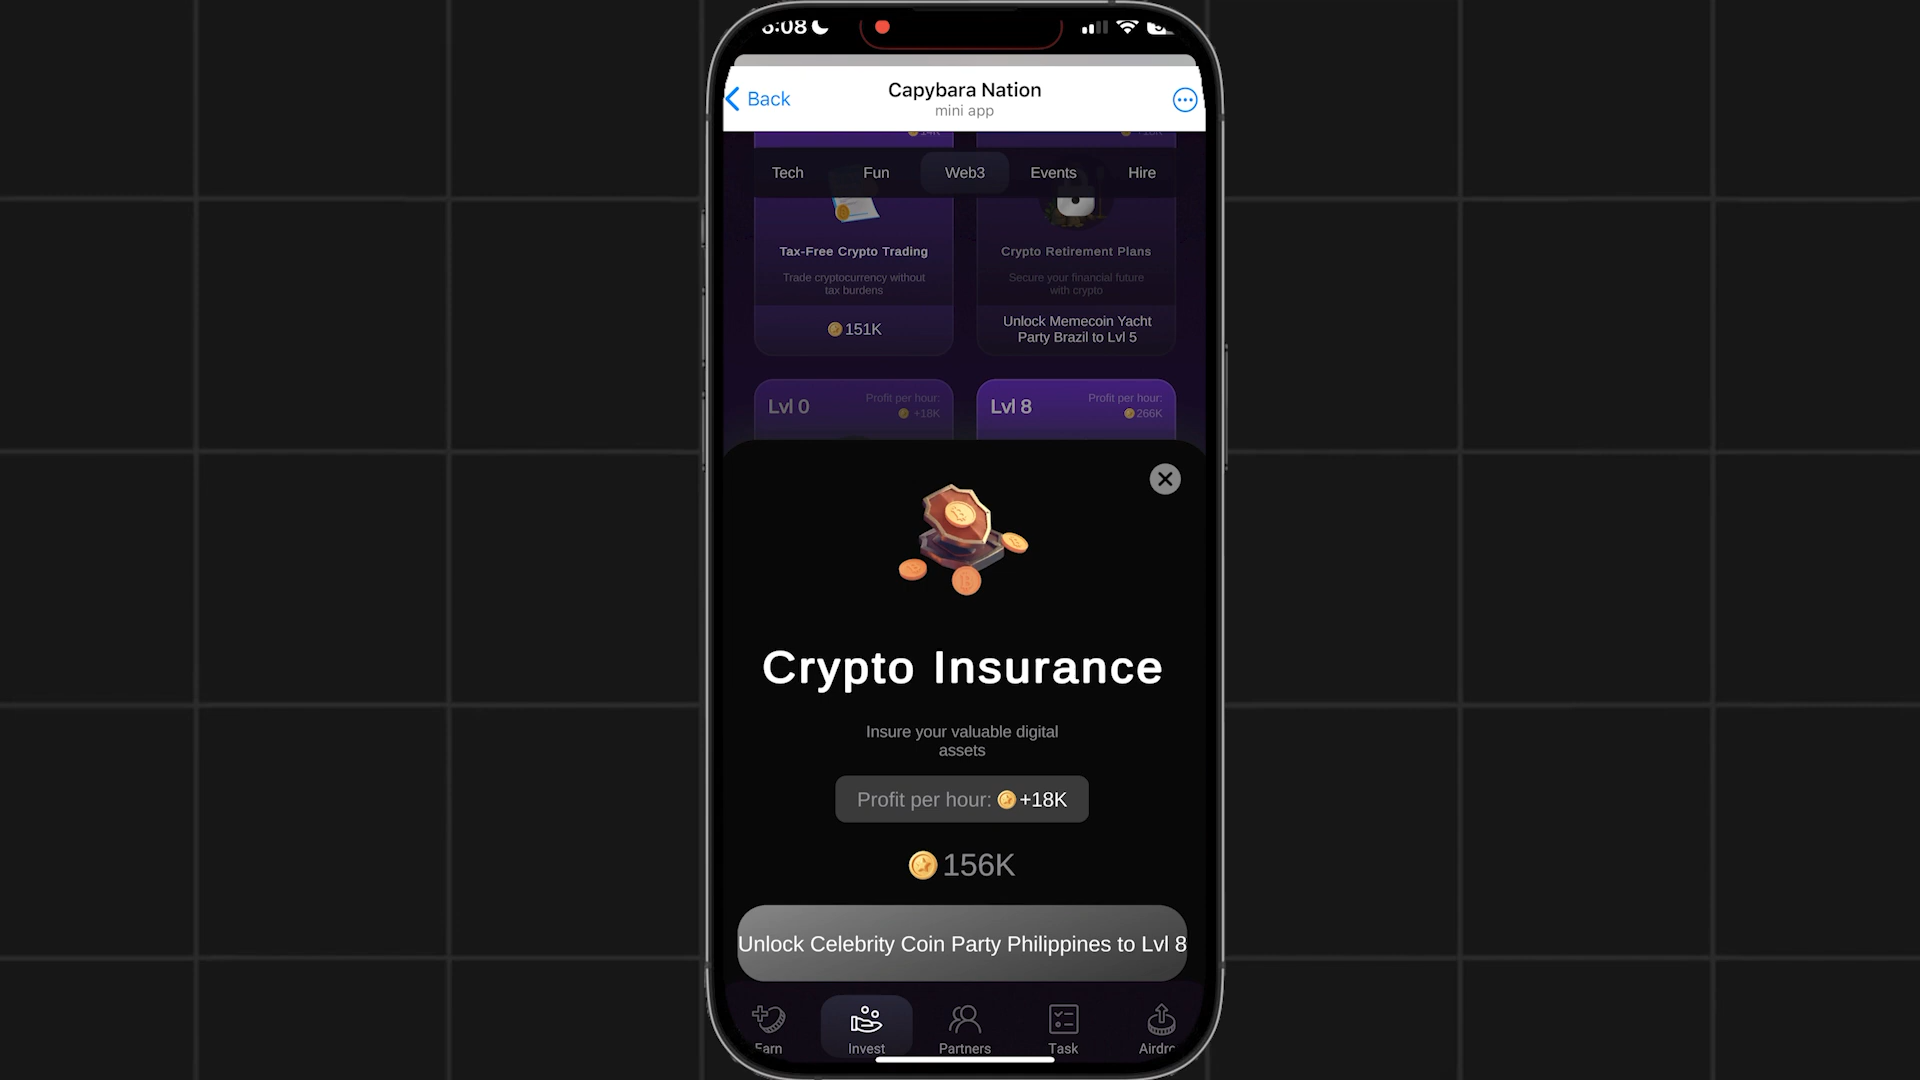 Back
Capybara Nation
mini app
Tech
Fun
Web3
Events
Hire
Tax-Free Crypto Trading
Trade cryptocurrency without
tax burdens
151K
Crypto Retirement Plans
Secure your financial future
with crypto
Unlock Memecoin Yacht
Party Brazil to Lvl 5
Lvl 0
Profit per hour:
+18K
Lvl 8
Profit per hour:
266K
Crypto Insurance
Insure your valuable digital
assets
Profit per hour: +18K
156K
Unlock Celebrity Coin Party Philippines to Lvl 8
Earn
Invest
Partners
Task